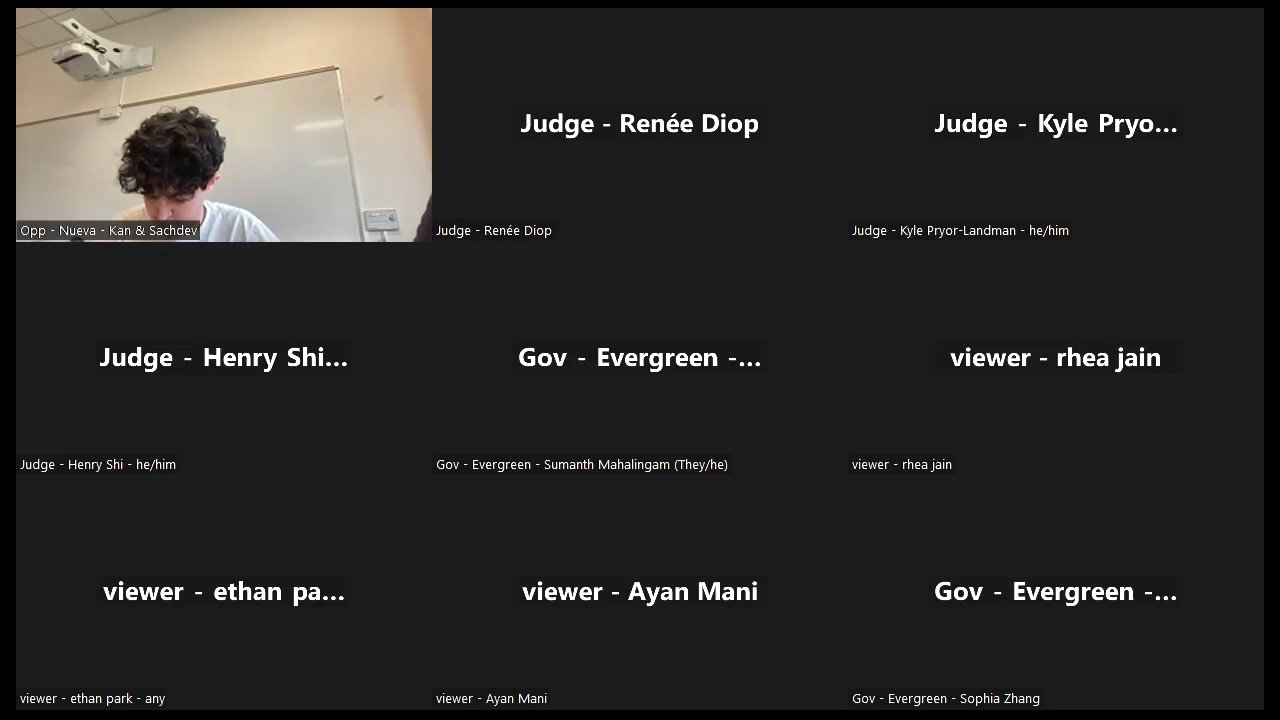 Opp - Nueva - Kan & Sachdev
Judge - Renée Diop
Judge - Renée Diop
Judge - Kyle Pryo...
Judge - Kyle Pryor-Landman - he/him
Judge - Henry Shi...
Judge - Henry Shi - he/him
Gov - Evergreen -...
Gov - Evergreen - Sumanth Mahalingam (They/he)
viewer - rhea jain
viewer - rhea jain
viewer - ethan pa...
viewer - ethan park - any
viewer - Ayan Mani
viewer - Ayan Mani
Gov - Evergreen -...
Gov - Evergreen - Sophia Zhang